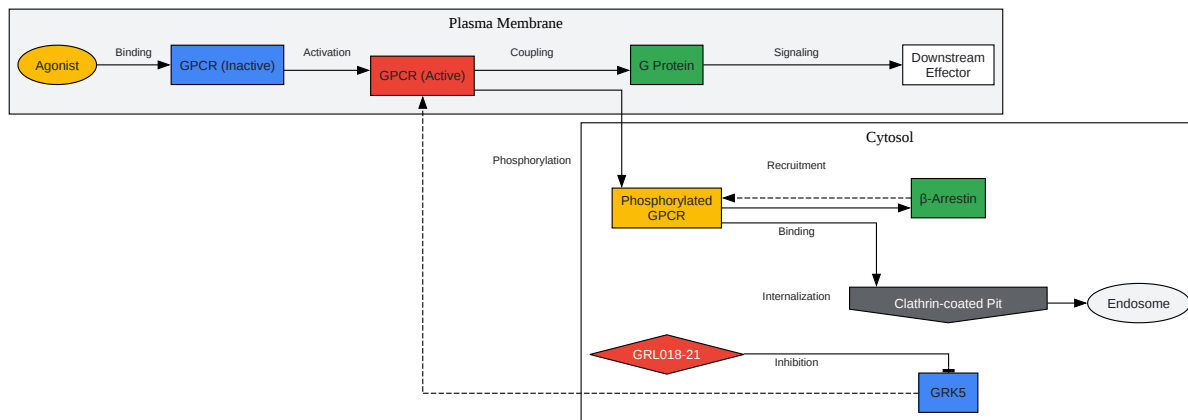 Plasma Membrane
Agonist
Binding
GPCR (Inactive)
Activation
GPCR (Active)
Coupling
G Protein
Signaling
Downstream
Effector
Cytosol
Phosphorylation
Recruitment
Phosphorylated
GPCR
β-Arrestin
Binding
Internalization
Clathrin-coated Pit
Endosome
GRL018-21
Inhibition
GRK5